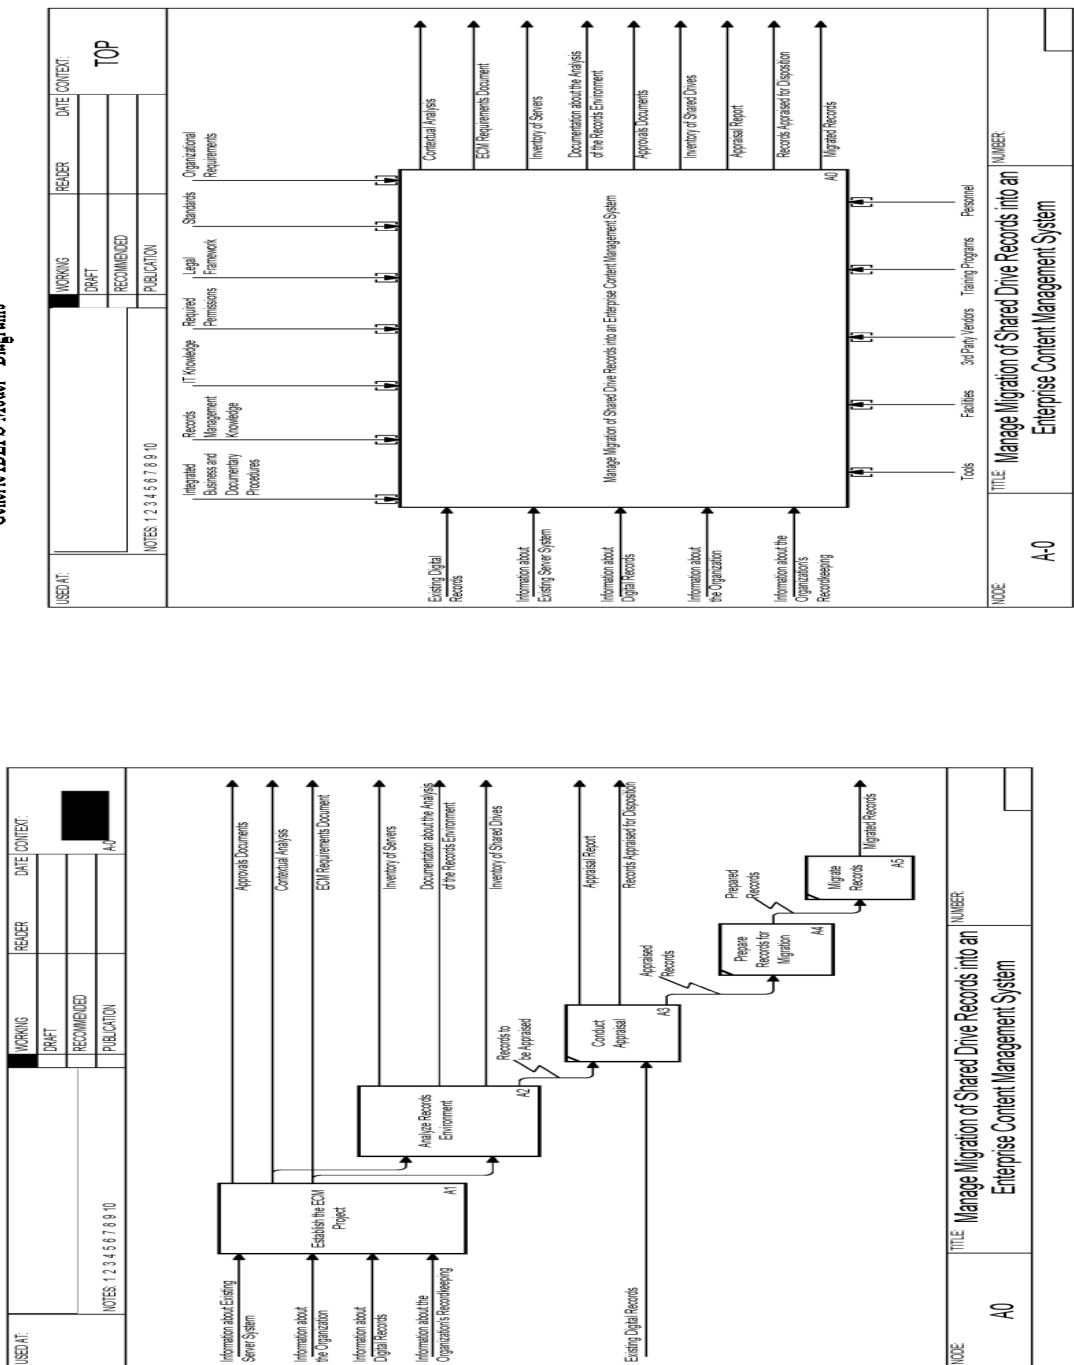 USED AT:
NOTES: 1 2 3 4 5 6 7 8 9 10
WORKING
DRAFT
RECOMMENDED
PUBLICATION
READER
DATE
CONTEXT:
TOP
Integrated
Business and
Documentary
Procedures
Records
Management
Knowledge
IT Knowledge
Required
Permissions
Legal
Framework
Standards
Organizational
Requirements
Existing Digital
Records
Information about
Existing Server System
Information about
Digital Records
Information about
the Organization
Information about the
Organization's
Recordkeeping
Manage Migration of Shared Drive Records into an Enterprise Content Management System
A0
Contextual Analysis
ECM Requirements Document
Inventory of Servers
Documentation about the Analysis
of the Records Environment
Approvals Documents
Inventory of Shared Drives
Appraisal Report
Records Appraised for Disposition
Migrated Records
Tools
Facilities
3rd Party Vendors
Training Programs
Personnel
NODE:
A-0
TITLE:
Manage Migration of Shared Drive Records into an
Enterprise Content Management System
NUMBER:
USED AT:
NOTES: 1 2 3 4 5 6 7 8 9 10
WORKING
DRAFT
RECOMMENDED
PUBLICATION
READER
DATE
CONTEXT:
A-0
Information about Existing
Server System
Information about
the Organization
Information about
Digital Records
Information about the
Organization's Recordkeeping
Existing Digital Records
Establish the ECM
Project
A1
Analyze Records
Environment
A2
Records to
be Appraised
Conduct
Appraisal
A3
Appraised
Records
Prepare
Records for
Migration
A4
Prepared
Records
Migrate
Records
A5
Approvals Documents
Contextual Analysis
ECM Requirements Document
Inventory of Servers
Documentation about the Analysis
of the Records Environment
Inventory of Shared Drives
Appraisal Report
Records Appraised for Disposition
Migrated Records
NODE:
A0
TITLE:
Manage Migration of Shared Drive Records into an
Enterprise Content Management System
NUMBER: